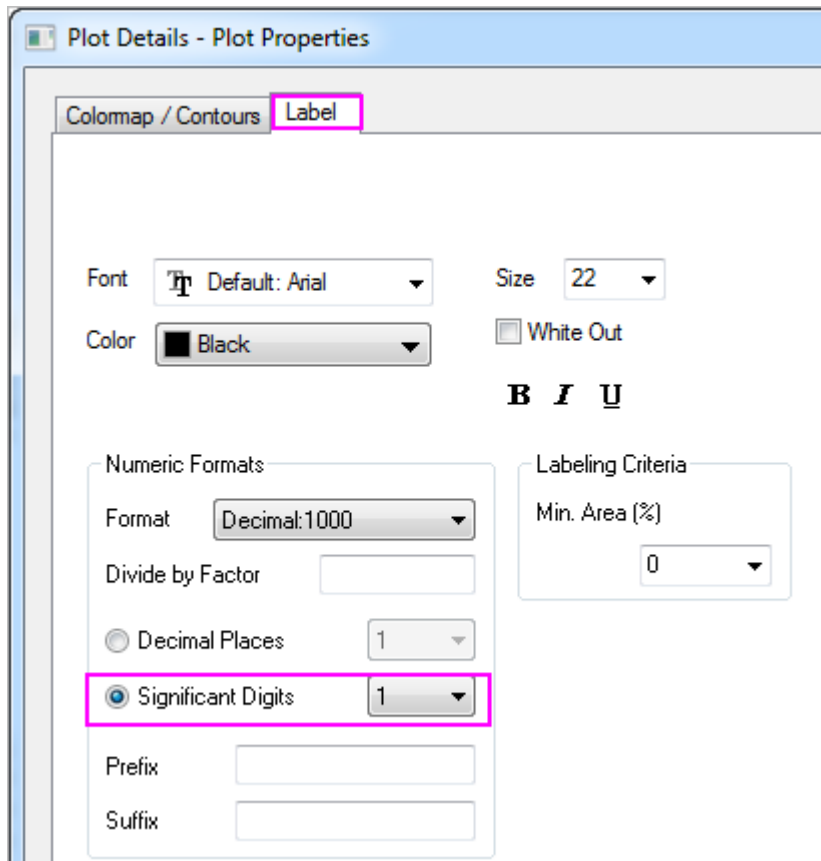 Plot Details - Plot Properties
Colormap / Contours Label
Font Default: Arial Size 22
Color Black White Out
B I U
Numeric Formats Labeling Criteria
Format Decimal:1000 Min. Area (%)
0
Divide by Factor
Decimal Places 1
Significant Digits 1
Prefix
Suffix